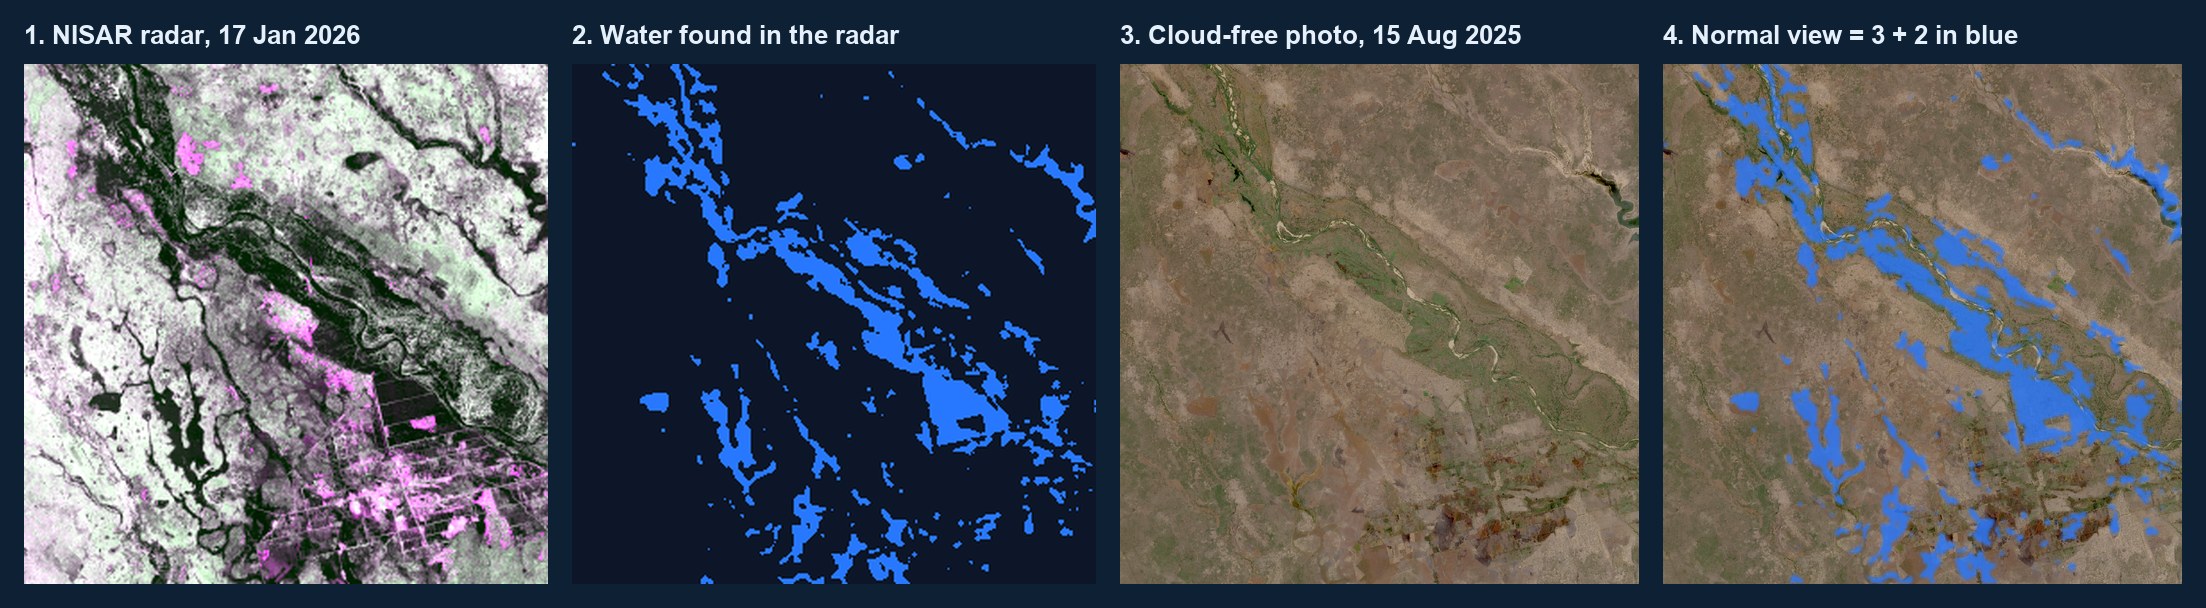 1. NISAR radar, 17 Jan 2026
2. Water found in the radar
3. Cloud-free photo, 15 Aug 2025
4. Normal view = 3 + 2 in blue